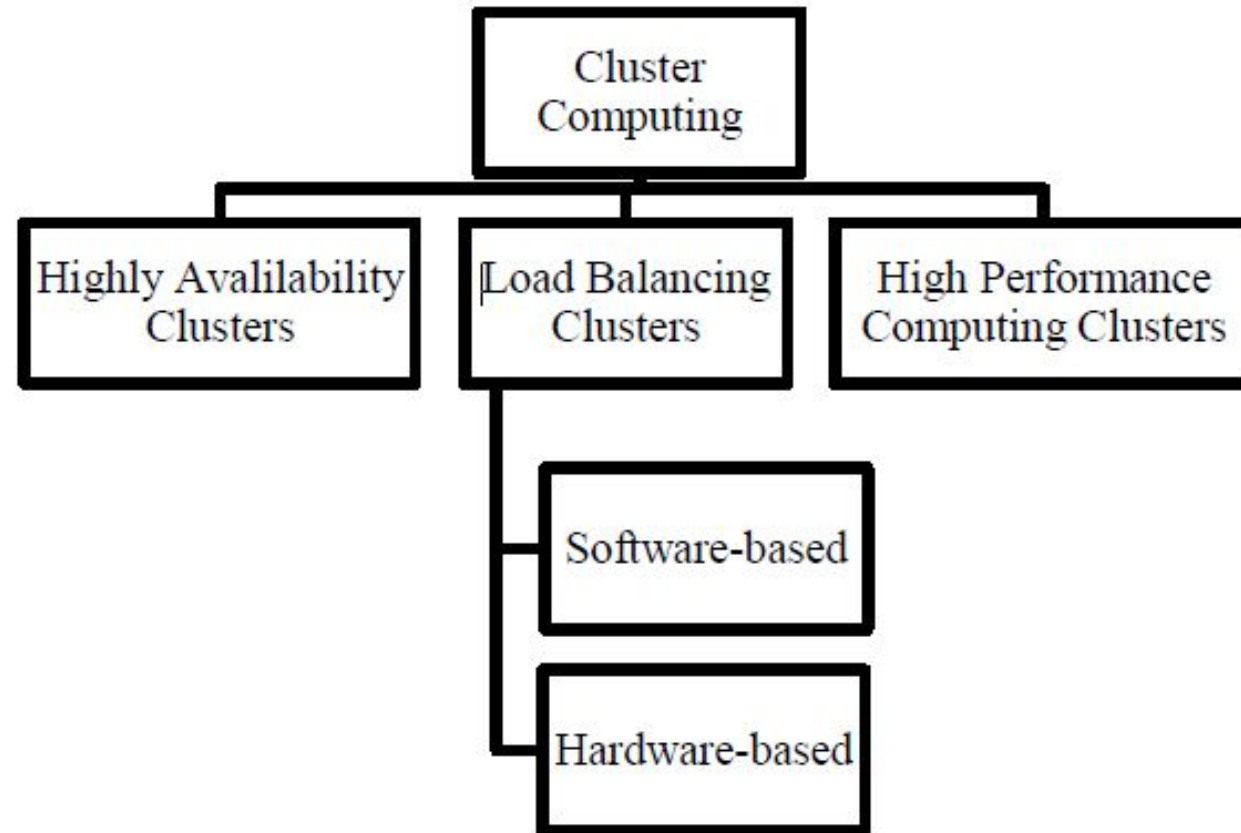 Cluster
Computing
Highly Avalilability
Clusters
Load Balancing
Clusters
High Performance
Computing Clusters
Software-based
Hardware-based